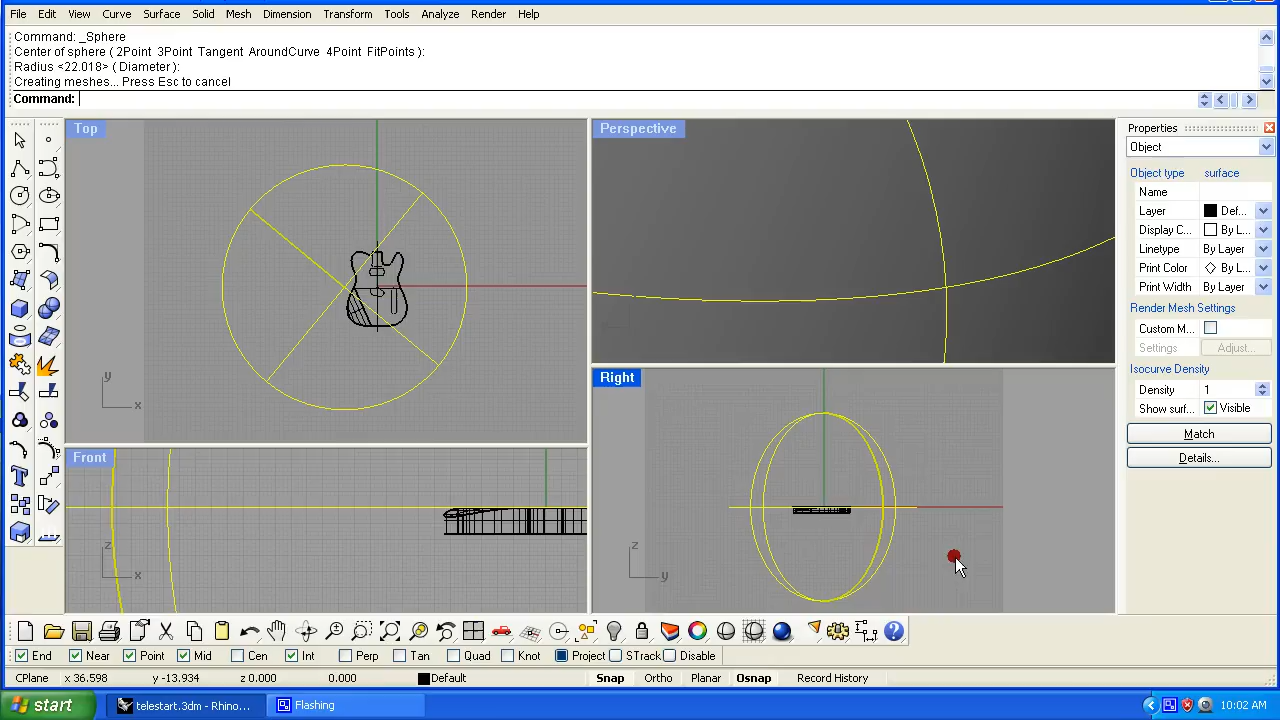 File Edit View Curve Surface Solid Mesh Dimension Transform Tools Analyze Render Help
Command: _Sphere
Center of sphere ( 2Point 3Point Tangent AroundCurve 4Point FitPoints ):
Radius <22.018> ( Diameter ):
Creating meshes... Press Esc to cancel
Command:
Top
Perspective
Properties
Object
Object type surface
Name
Layer Def...
Display C... By L...
Linetype By Layer
Print Color By L...
Print Width By Layer
Render Mesh Settings
Custom M...
Settings Adjust...
Isocurve Density
Density 1
Show surf... Visible
Match
Details...
y
x
Right
z
y
Front
z
x
End Near Point Mid Cen Int Perp Tan Quad Knot Project STrack Disable
CPlane x 36.598 y -13.934 z 0.000 0.000 Default Snap Ortho Planar Osnap Record History
start telestart.3dm - Rhino... Flashing 10:02 AM